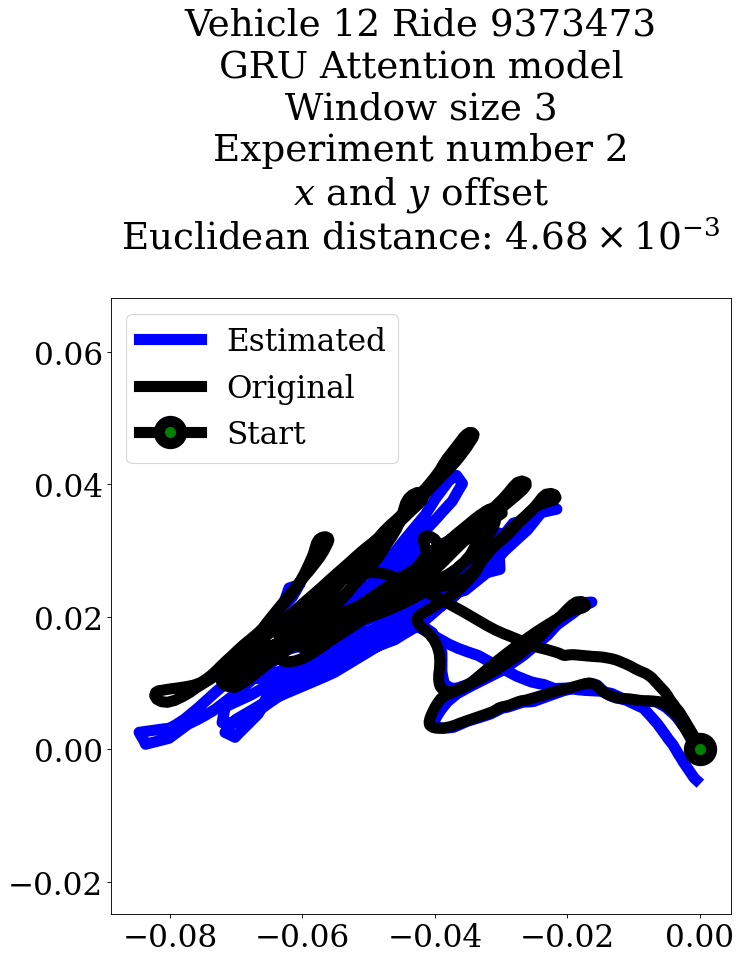 Vehicle 12 Ride 9373473
GRU Attention model
Window size 3
Experiment number 2
x and y offset
Euclidean distance: 4.68 × 10⁻³
Estimated
Original
Start
0.06
0.04
0.02
0.00
−0.02
−0.08 −0.06 −0.04 −0.02 0.00